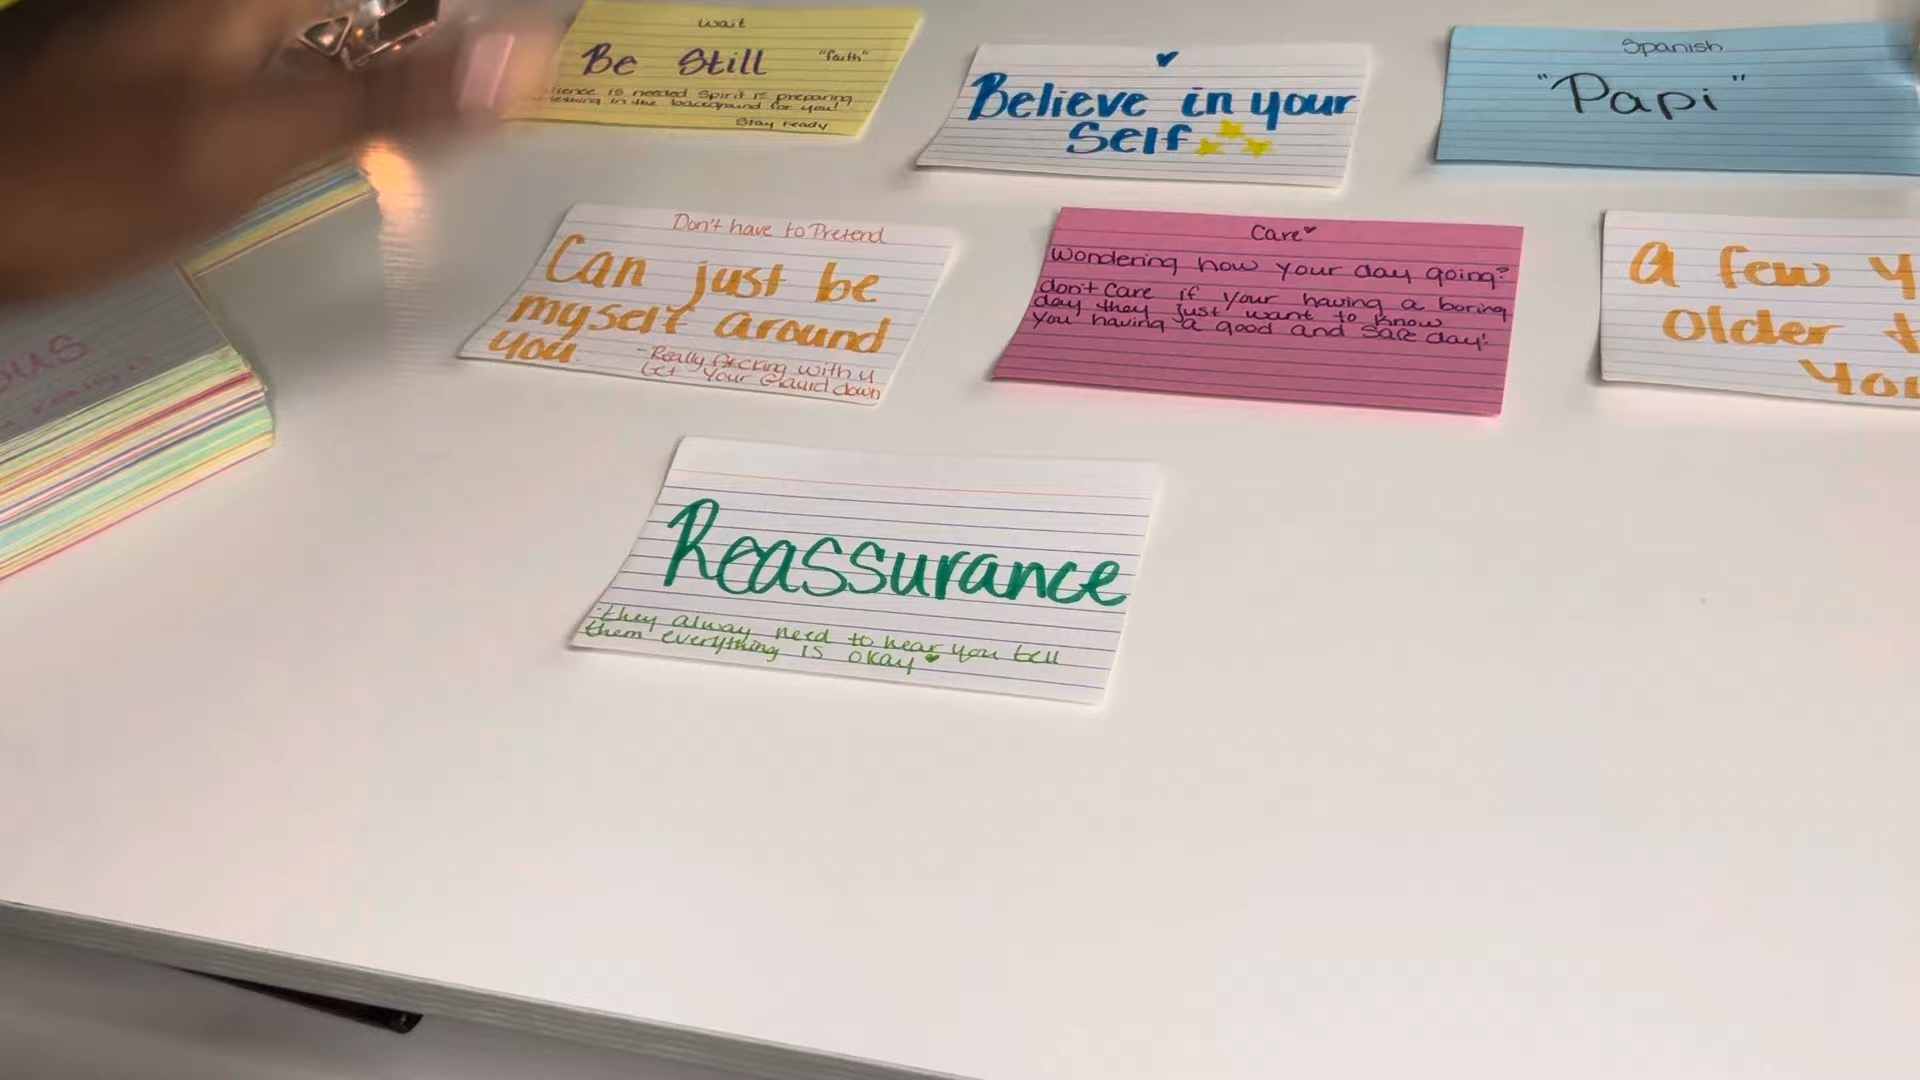 Wait
Be Still "faith"
is needed Spirit is preparing
in the background for you!
Stay ready
Believe in your
Self
Spanish
"Papi"
Don't have to Pretend
Can just be
myself around
you
-Really fxcking with u
Let your Guard down
Care
Wondering how your day going?
don't care if your having a boring
day they just want to know
you having a good and safe day!
A few
Older
You
Reassurance
-they alway need to hear you tell
them everything is okay